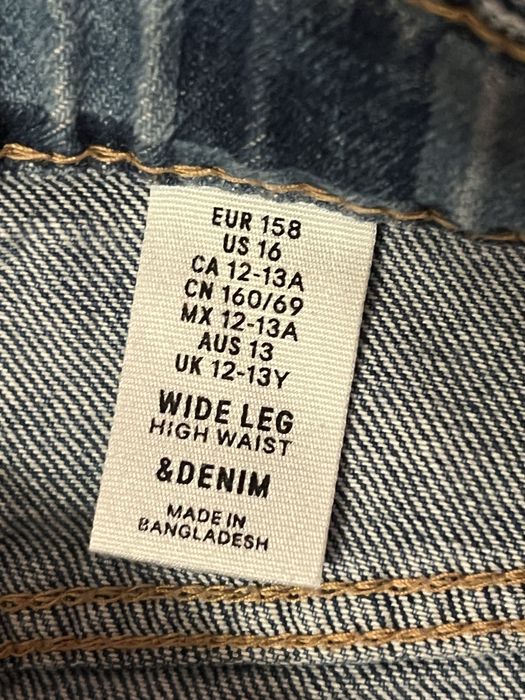 EUR 158
US 16
CA 12-13A
CN 160/69
MX 12-13A
AUS 13
UK 12-13Y
WIDE LEG
HIGH WAIST
&DENIM
MADE IN
BANGLADESH